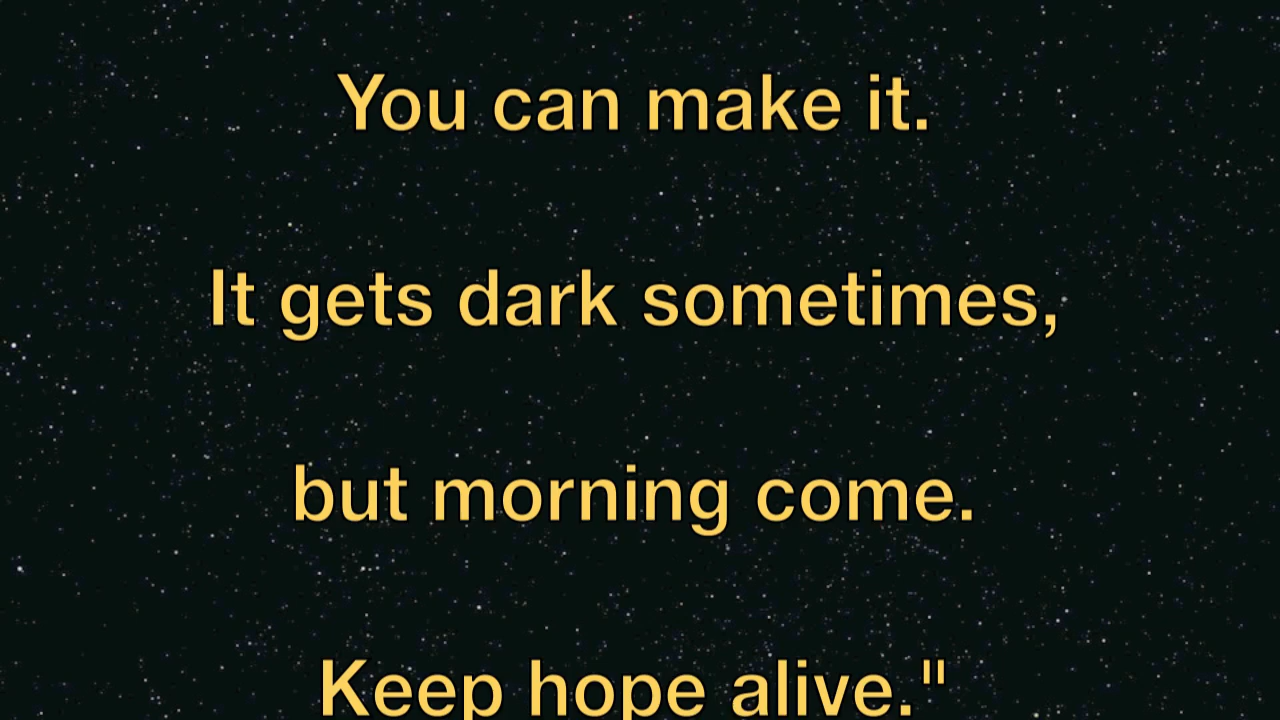 You can make it.
It gets dark sometimes,
but morning come.
Keep hope alive."